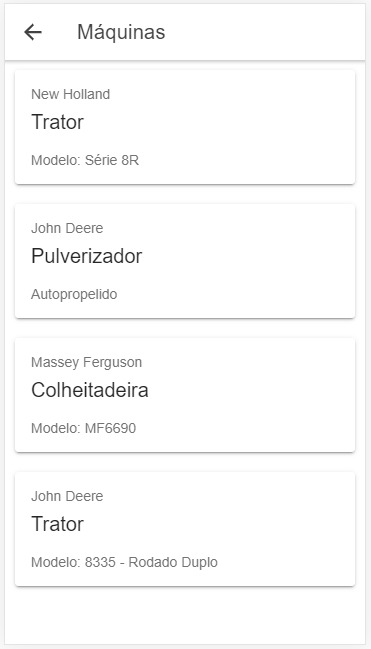 Máquinas
New Holland
Trator
Modelo: Série 8R
John Deere
Pulverizador
Autopropelido
Massey Ferguson
Colheitadeira
Modelo: MF6690
John Deere
Trator
Modelo: 8335 - Rodado Duplo